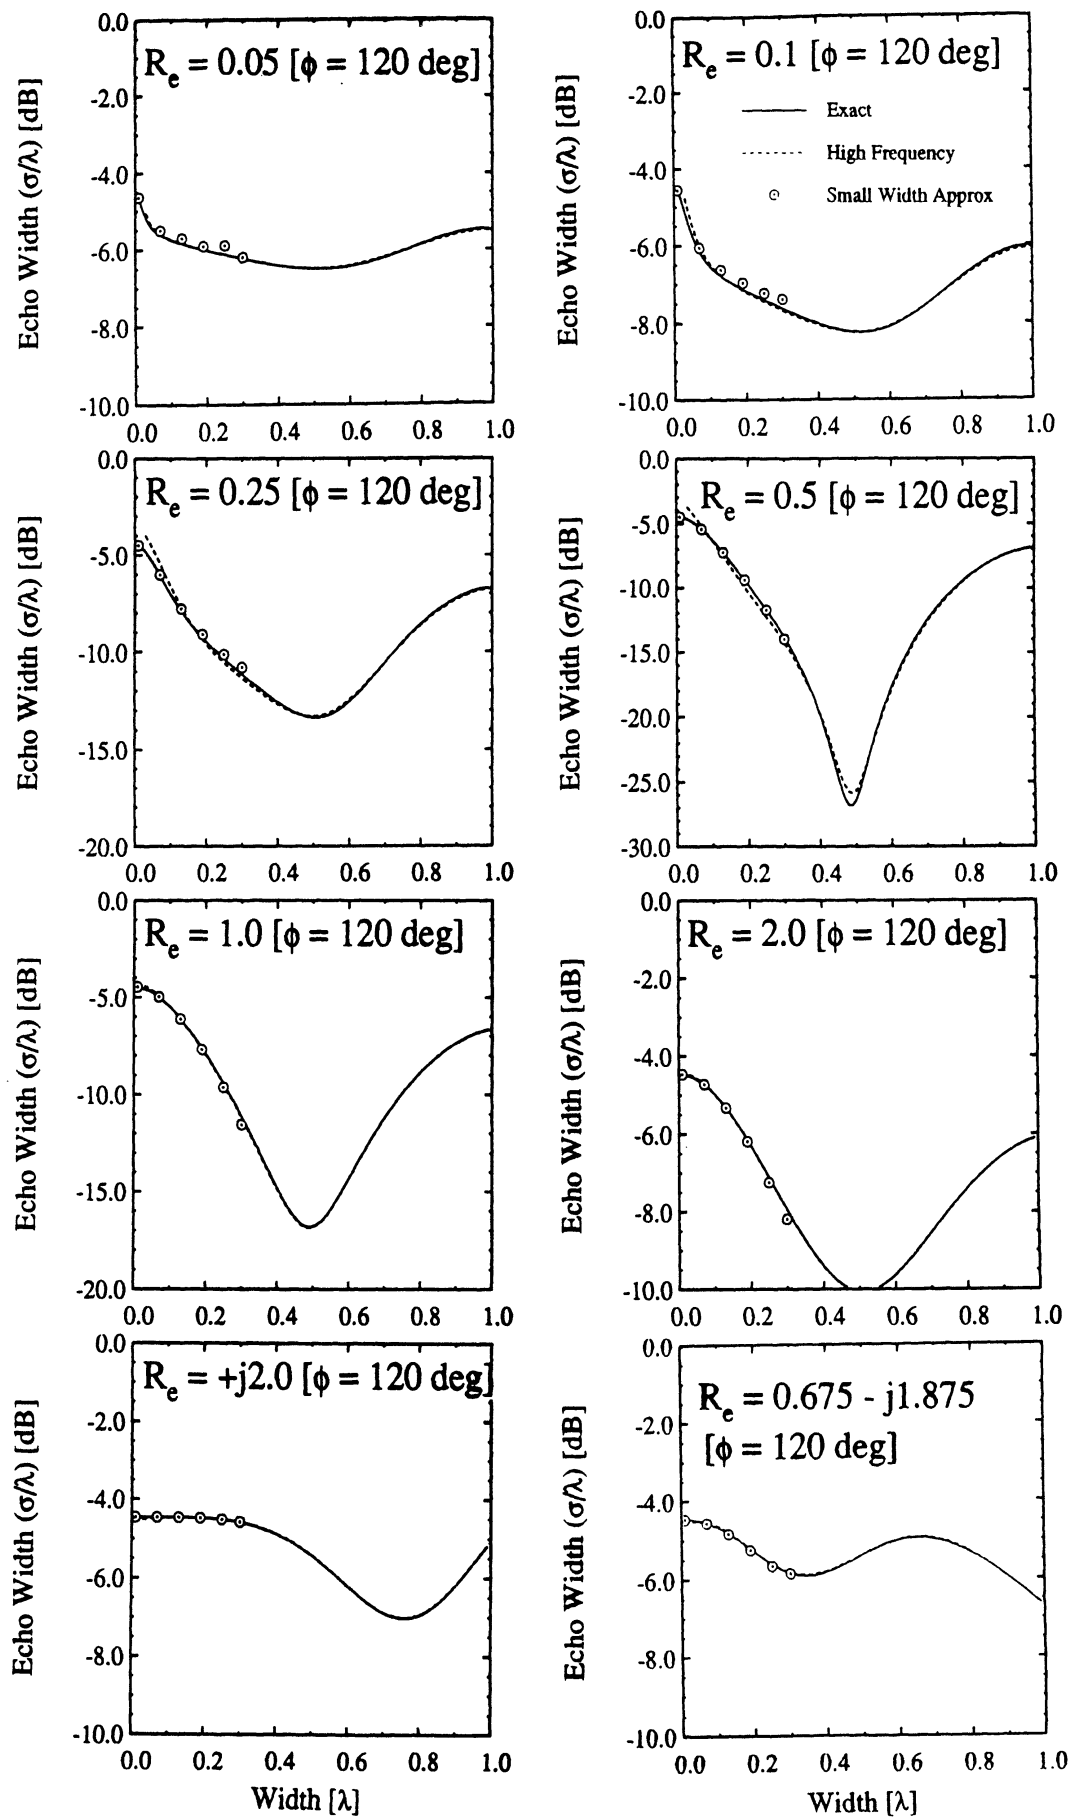 R_e = 0.05 [ϕ = 120 deg]
Echo Width (σ/λ) [dB]
0.0
-2.0
-4.0
-6.0
-8.0
-10.0
0.0 0.2 0.4 0.6 0.8 1.0
R_e = 0.1 [ϕ = 120 deg]
Exact
High Frequency
Small Width Approx
Echo Width (σ/λ) [dB]
0.0
-2.0
-4.0
-6.0
-8.0
-10.0
0.0 0.2 0.4 0.6 0.8 1.0
R_e = 0.25 [ϕ = 120 deg]
Echo Width (σ/λ) [dB]
0.0
-5.0
-10.0
-15.0
-20.0
0.0 0.2 0.4 0.6 0.8 1.0
R_e = 0.5 [ϕ = 120 deg]
Echo Width (σ/λ) [dB]
0.0
-5.0
-10.0
-15.0
-20.0
-25.0
-30.0
0.0 0.2 0.4 0.6 0.8 1.0
R_e = 1.0 [ϕ = 120 deg]
Echo Width (σ/λ) [dB]
0.0
-5.0
-10.0
-15.0
-20.0
0.0 0.2 0.4 0.6 0.8 1.0
R_e = 2.0 [ϕ = 120 deg]
Echo Width (σ/λ) [dB]
0.0
-2.0
-4.0
-6.0
-8.0
-10.0
0.0 0.2 0.4 0.6 0.8 1.0
R_e = +j2.0 [ϕ = 120 deg]
Echo Width (σ/λ) [dB]
0.0
-2.0
-4.0
-6.0
-8.0
-10.0
0.0 0.2 0.4 0.6 0.8 1.0
Width [λ]
R_e = 0.675 - j1.875
[ϕ = 120 deg]
Echo Width (σ/λ) [dB]
0.0
-2.0
-4.0
-6.0
-8.0
-10.0
0.0 0.2 0.4 0.6 0.8 1.0
Width [λ]